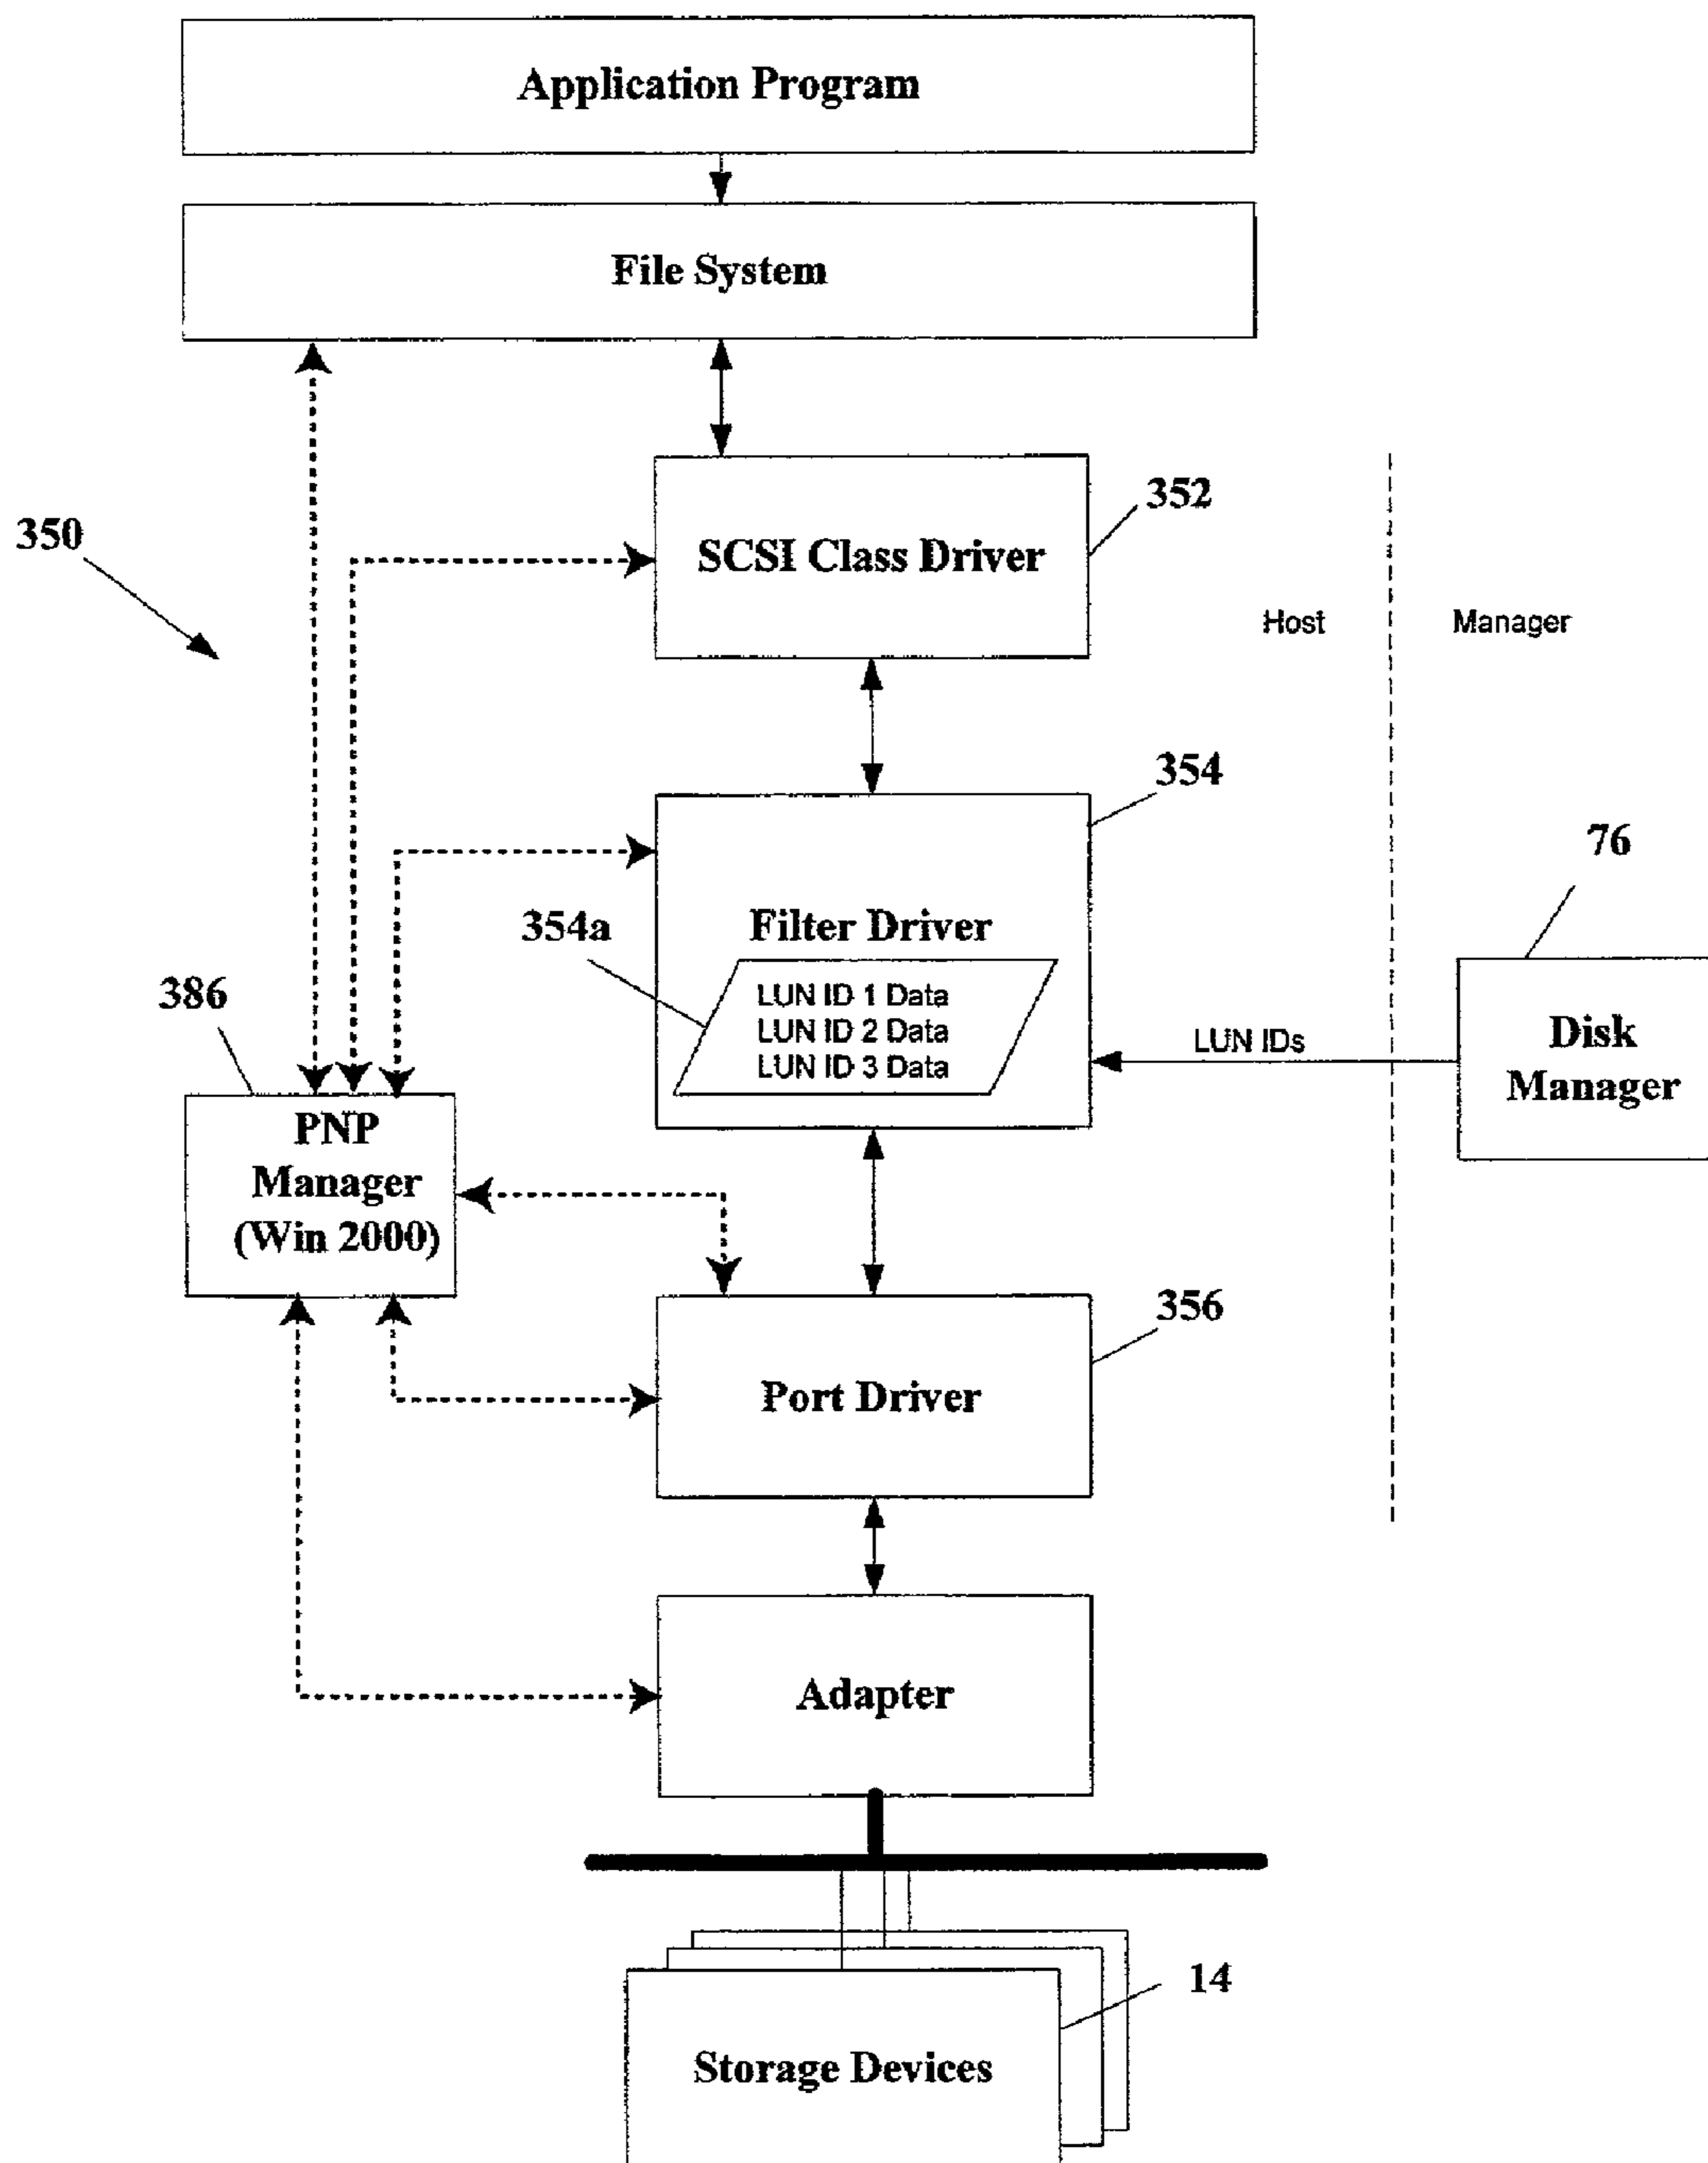 Application Program
File System
350
352
SCSI Class Driver
Host
Manager
354
76
354a
Filter Driver
LUN ID 1 Data
LUN ID 2 Data
LUN ID 3 Data
386
LUN IDs
Disk
Manager
PNP
Manager
(Win 2000)
356
Port Driver
Adapter
14
Storage Devices